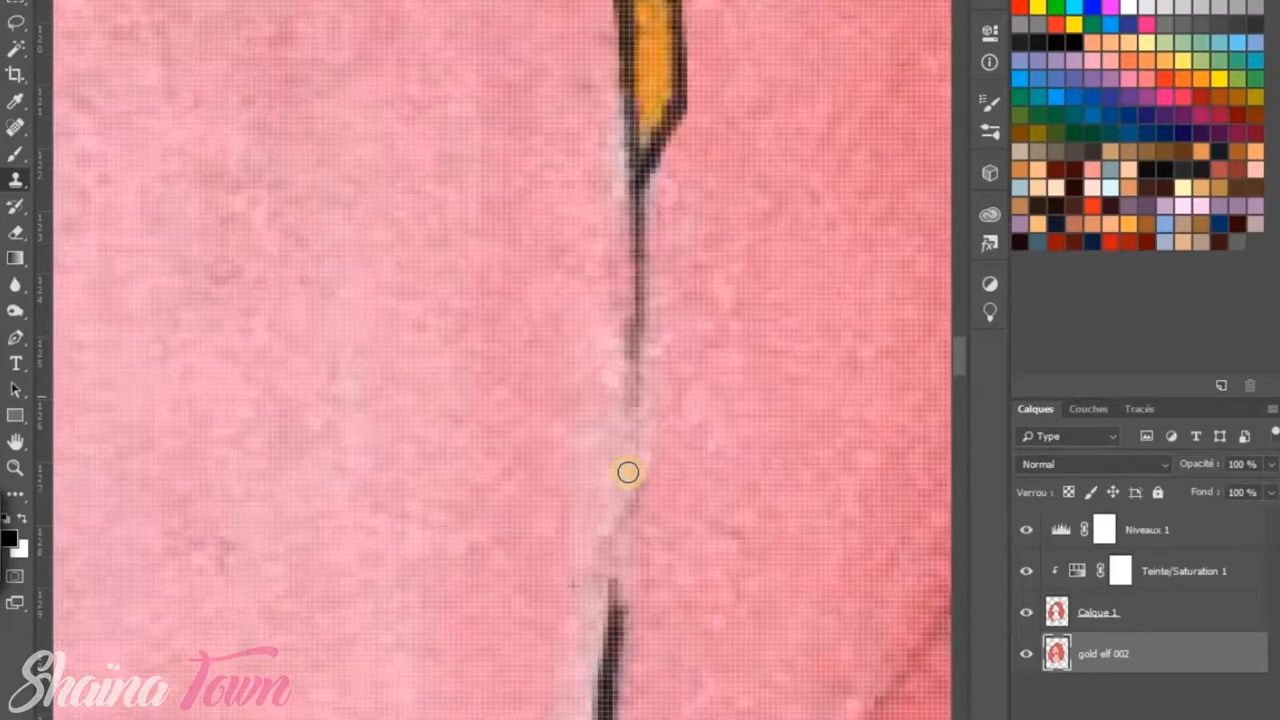 Calques Couches Tracés
Type
Normal Opacité : 100 %
Verrou : Fond : 100 %
Niveaux 1
Teinte/Saturation 1
Calque 1
gold elf 002
Shaïna Town